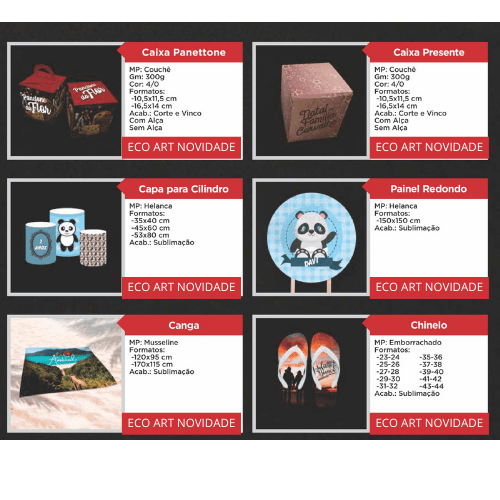 Caixa Panettone
MP: Couchê
Gm: 300g
Cor: 4/0
Formatos:
-10,5x11,5 cm
-16,5x14 cm
Acab.: Corte e Vinco
Com Alça
Sem Alça
ECO ART NOVIDADE
Caixa Presente
MP: Couchê
Gm: 300g
Cor: 4/0
Formatos:
-10,5x11,5 cm
-16,5x14 cm
Acab.: Corte e Vinco
Com Alça
Sem Alça
ECO ART NOVIDADE
Capa para Cilindro
MP: Helanca
Formatos:
-35x40 cm
-45x60 cm
-53x80 cm
Acab.: Sublimação
ECO ART NOVIDADE
Painel Redondo
MP: Helanca
Formatos:
-150x150 cm
Acab.: Sublimação
DAVI
ECO ART NOVIDADE
Canga
MP: Musseline
Formatos:
-120x95 cm
-170x115 cm
Acab.: Sublimação
ECO ART NOVIDADE
Chinelo
MP: Emborrachado
Formatos:
-23-24 -35-36
-25-26 -37-38
-27-28 -39-40
-29-30 -41-42
-31-32 -43-44
Acab.: Sublimação
ECO ART NOVIDADE